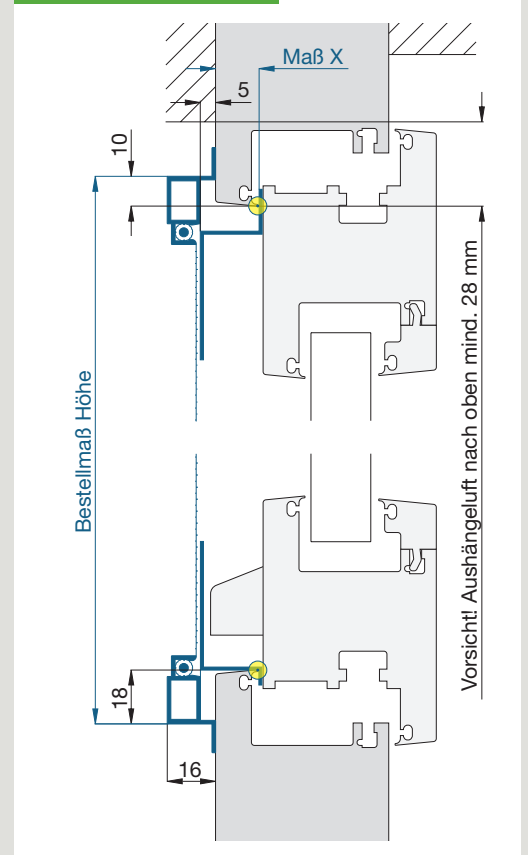 Maß X
5
10
Bestellmaß Höhe
Vorsicht! Aushängeluft nach oben mind. 28 mm
18
16